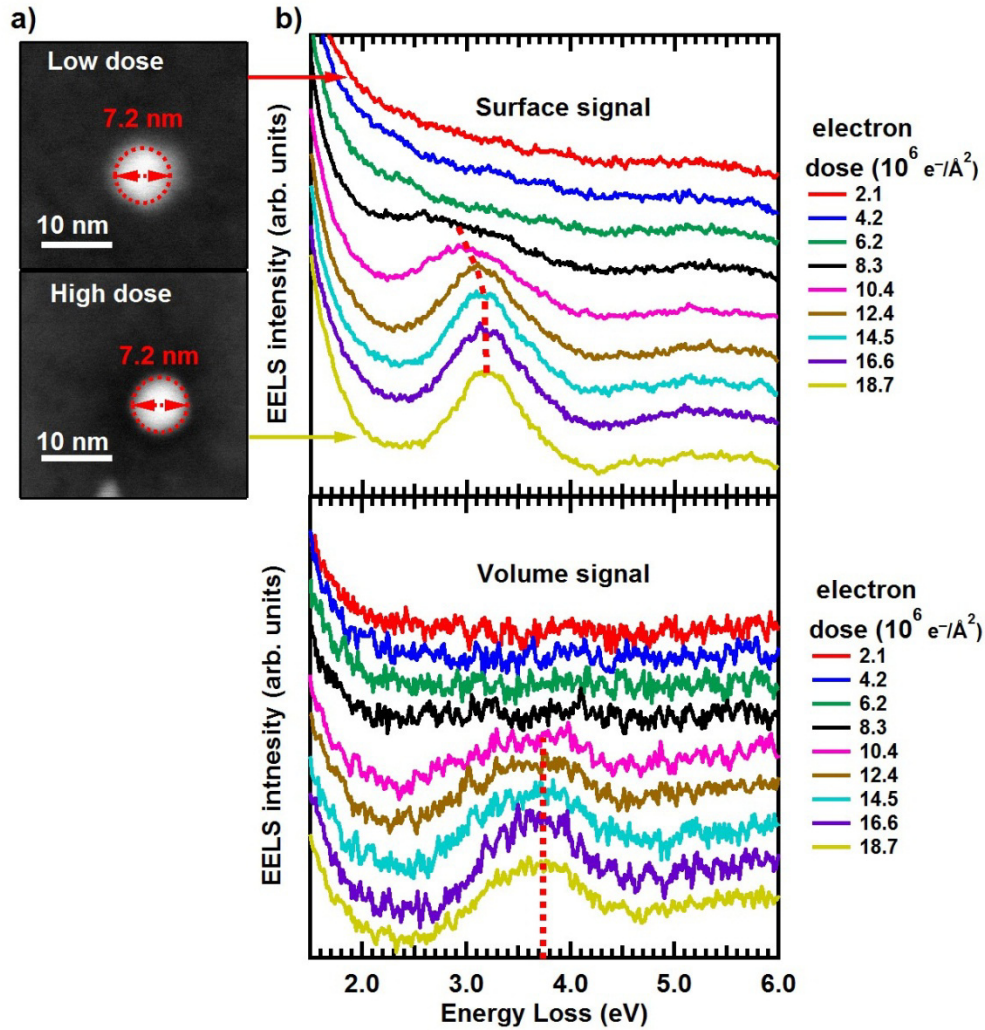 a)
Low dose
7.2 nm
10 nm
High dose
7.2 nm
10 nm
b)
EELS intensity (arb. units)
Surface signal
electron
dose (10^6 e⁻/Å²)
2.1
4.2
6.2
8.3
10.4
12.4
14.5
16.6
18.7
EELS intnesity (arb. units)
Volume signal
electron
dose (10^6 e⁻/Å²)
2.1
4.2
6.2
8.3
10.4
12.4
14.5
16.6
18.7
2.0 3.0 4.0 5.0 6.0
Energy Loss (eV)